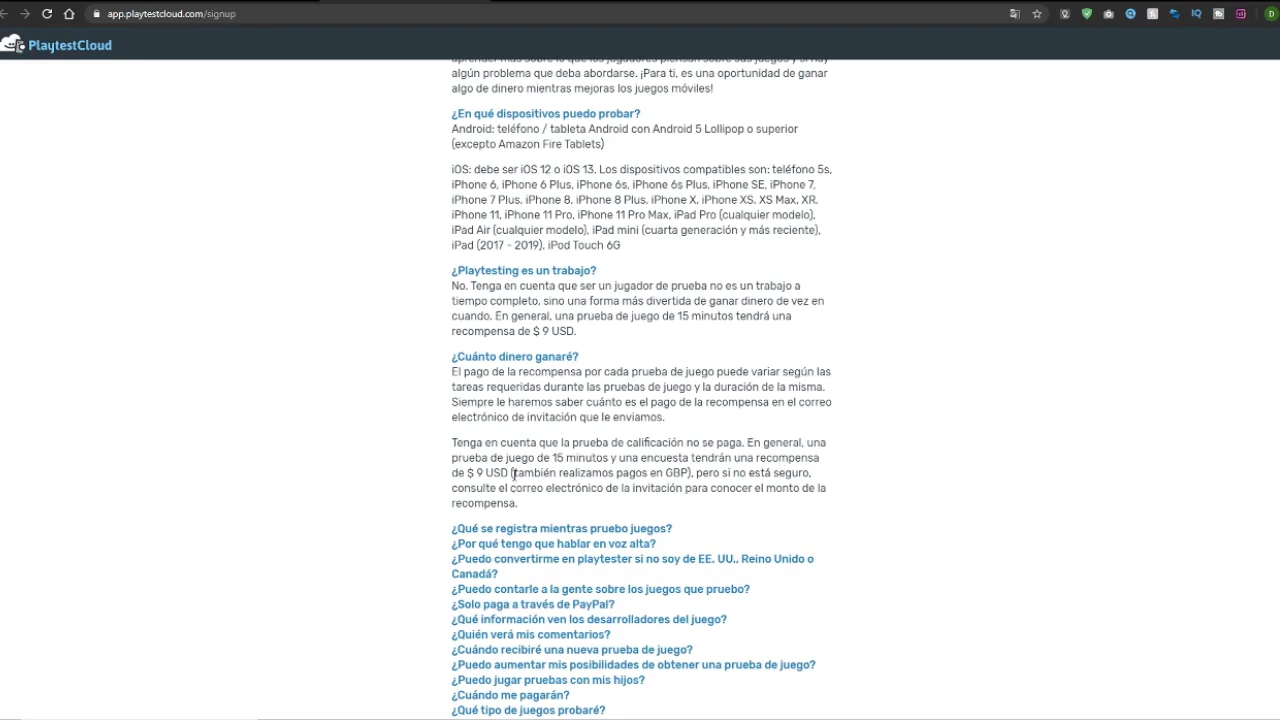 app.playtestcloud.com/signup
PlaytestCloud
aprender más sobre lo que los jugadores piensan sobre sus juegos y si hay
algún problema que deba abordarse. ¡Para ti, es una oportunidad de ganar
algo de dinero mientras mejoras los juegos móviles!
¿En qué dispositivos puedo probar?
Android: teléfono / tableta Android con Android 5 Lollipop o superior
(excepto Amazon Fire Tablets)
iOS: debe ser iOS 12 o iOS 13. Los dispositivos compatibles son: teléfono 5s,
iPhone 6, iPhone 6 Plus, iPhone 6s, iPhone 6s Plus, iPhone SE, iPhone 7,
iPhone 7 Plus, iPhone 8, iPhone 8 Plus, iPhone X, iPhone XS, XS Max, XR,
iPhone 11, iPhone 11 Pro, iPhone 11 Pro Max, iPad Pro (cualquier modelo),
iPad Air (cualquier modelo), iPad mini (cuarta generación y más reciente),
iPad (2017 - 2019), iPod Touch 6G
¿Playtesting es un trabajo?
No. Tenga en cuenta que ser un jugador de prueba no es un trabajo a
tiempo completo, sino una forma más divertida de ganar dinero de vez en
cuando. En general, una prueba de juego de 15 minutos tendrá una
recompensa de $ 9 USD.
¿Cuánto dinero ganaré?
El pago de la recompensa por cada prueba de juego puede variar según las
tareas requeridas durante las pruebas de juego y la duración de la misma.
Siempre le haremos saber cuánto es el pago de la recompensa en el correo
electrónico de invitación que le enviamos.
Tenga en cuenta que la prueba de calificación no se paga. En general, una
prueba de juego de 15 minutos y una encuesta tendrán una recompensa
de $ 9 USD (también realizamos pagos en GBP), pero si no está seguro,
consulte el correo electrónico de la invitación para conocer el monto de la
recompensa.
¿Qué se registra mientras pruebo juegos?
¿Por qué tengo que hablar en voz alta?
¿Puedo convertirme en playtester si no soy de EE. UU., Reino Unido o
Canadá?
¿Puedo contarle a la gente sobre los juegos que pruebo?
¿Solo paga a través de PayPal?
¿Qué información ven los desarrolladores del juego?
¿Quién verá mis comentarios?
¿Cuándo recibiré una nueva prueba de juego?
¿Puedo aumentar mis posibilidades de obtener una prueba de juego?
¿Puedo jugar pruebas con mis hijos?
¿Cuándo me pagarán?
¿Qué tipo de juegos probaré?